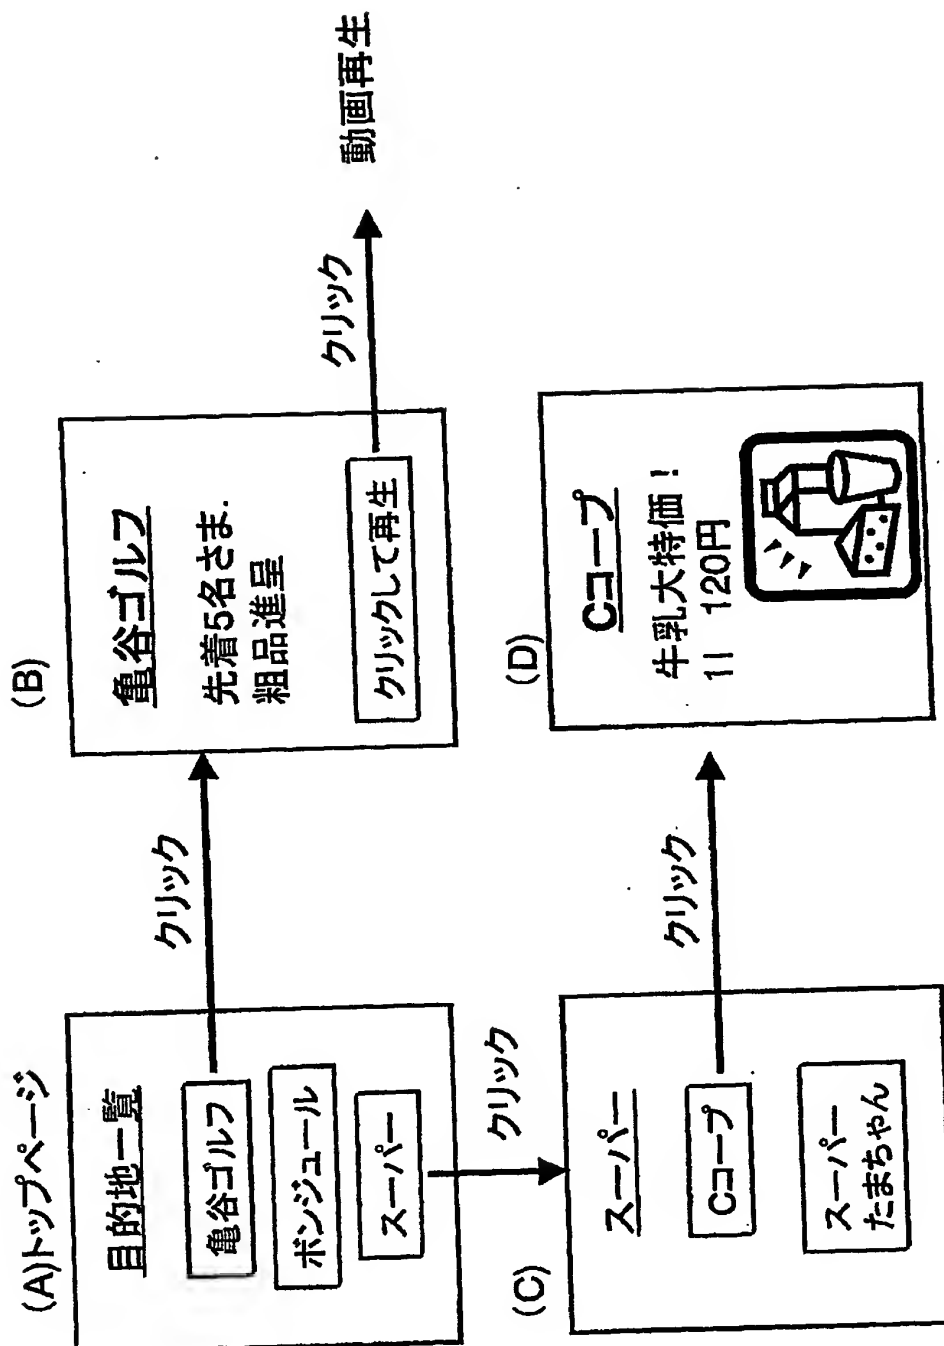 (A)トップページ
目的地一覧
亀谷ゴルフ
ボンジュール
スーパー
クリック
(B)
亀谷ゴルフ
先着5名さま.
粗品進呈
クリックして再生
クリック
動画再生
クリック
(C)
スーパー
Cコープ
スーパー
たまちゃん
クリック
(D)
Cコープ
牛乳大特価！
1l 120円